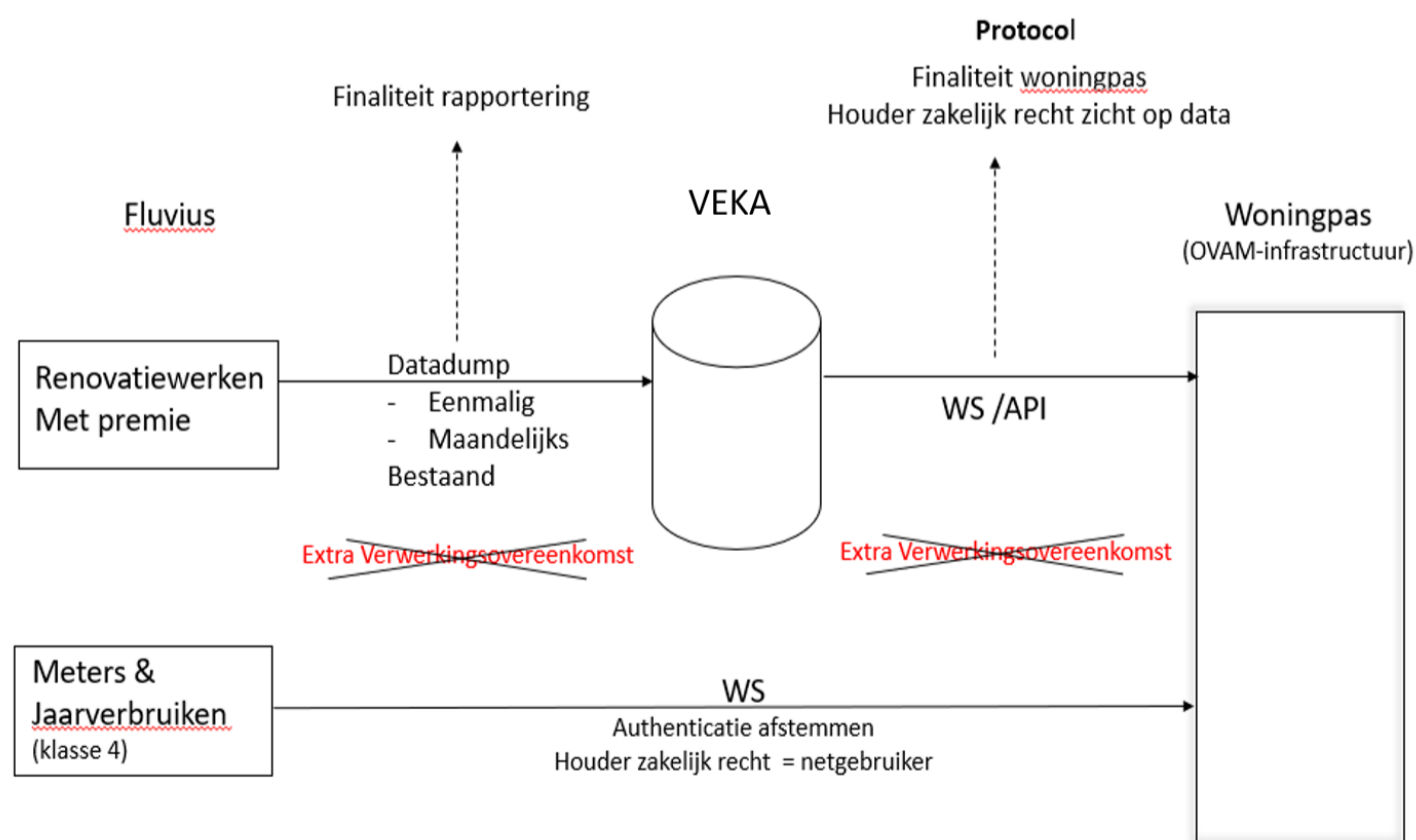 Protocol
Finaliteit woningpas
Houder zakelijk recht zicht op data
Finaliteit rapportering
VEKA
Fluvius
Woningpas
(OVAM-infrastructuur)
Renovatiewerken
Met premie
Datadump
- Eenmalig
- Maandelijks
Bestaand
WS /API
Extra Verwerkingsovereenkomst
Extra Verwerkingsovereenkomst
Meters &
Jaarverbruiken
(klasse 4)
WS
Authenticatie afstemmen
Houder zakelijk recht = netgebruiker